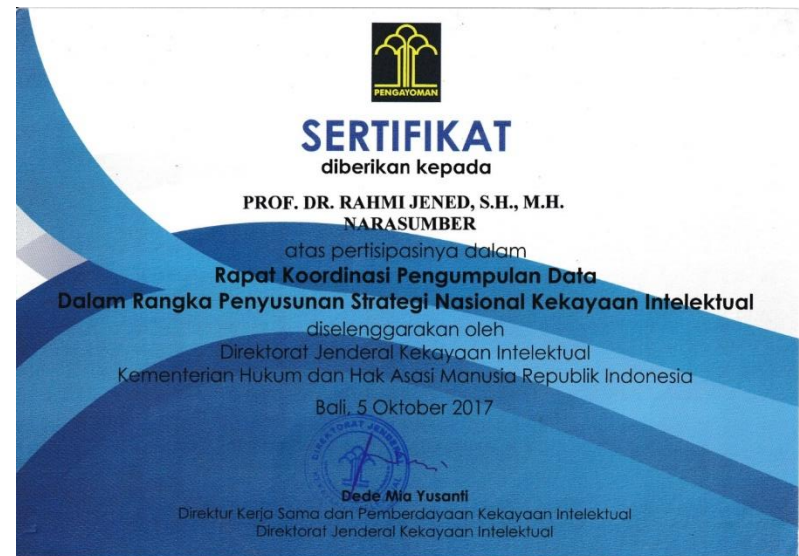 PENGAYOMAN
SERTIFIKAT
diberikan kepada
PROF. DR. RAHMI JENED, S.H., M.H.
NARASUMBER
atas pertisipasinya dalam
Rapat Koordinasi Pengumpulan Data
Dalam Rangka Penyusunan Strategi Nasional Kekayaan Intelektual
diselenggarakan oleh
Direktorat Jenderal Kekayaan Intelektual
Kementerian Hukum dan Hak Asasi Manusia Republik Indonesia
Bali, 5 Oktober 2017
DIREKTORAT JENDERAL
Dede Mia Yusanti
Direktur Kerja Sama dan Pemberdayaan Kekayaan Intelektual
Direktorat Jenderal Kekayaan Intelektual